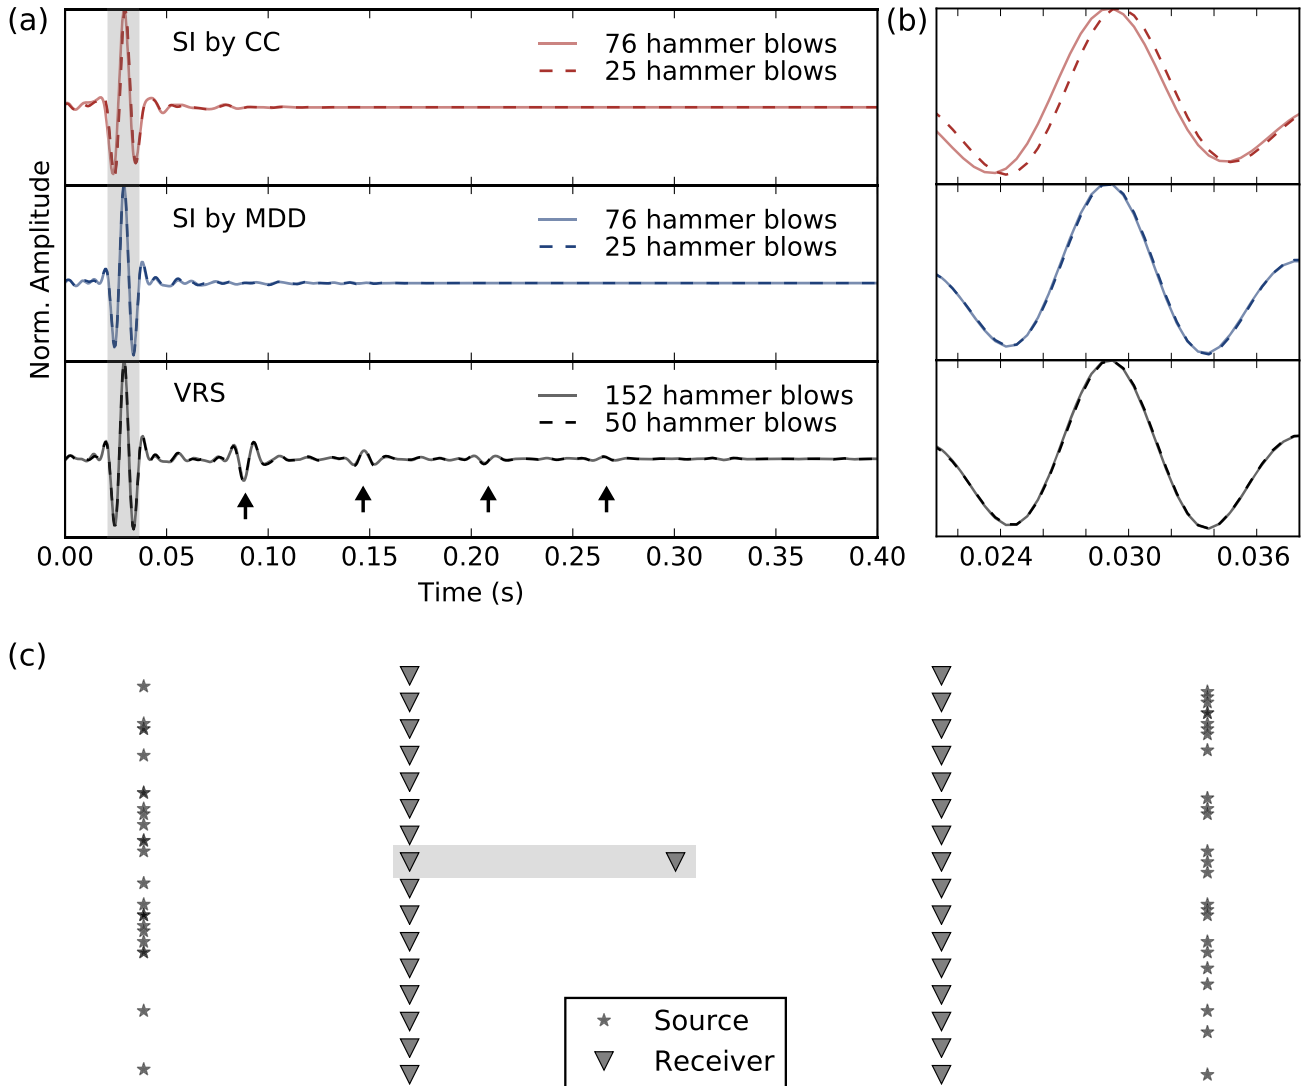 (a)
SI by CC
76 hammer blows
25 hammer blows
SI by MDD
76 hammer blows
25 hammer blows
VRS
152 hammer blows
50 hammer blows
Norm. Amplitude
0.00 0.05 0.10 0.15 0.20 0.25 0.30 0.35 0.40
Time (s)
(b)
0.024 0.030 0.036
(c)
Source
Receiver